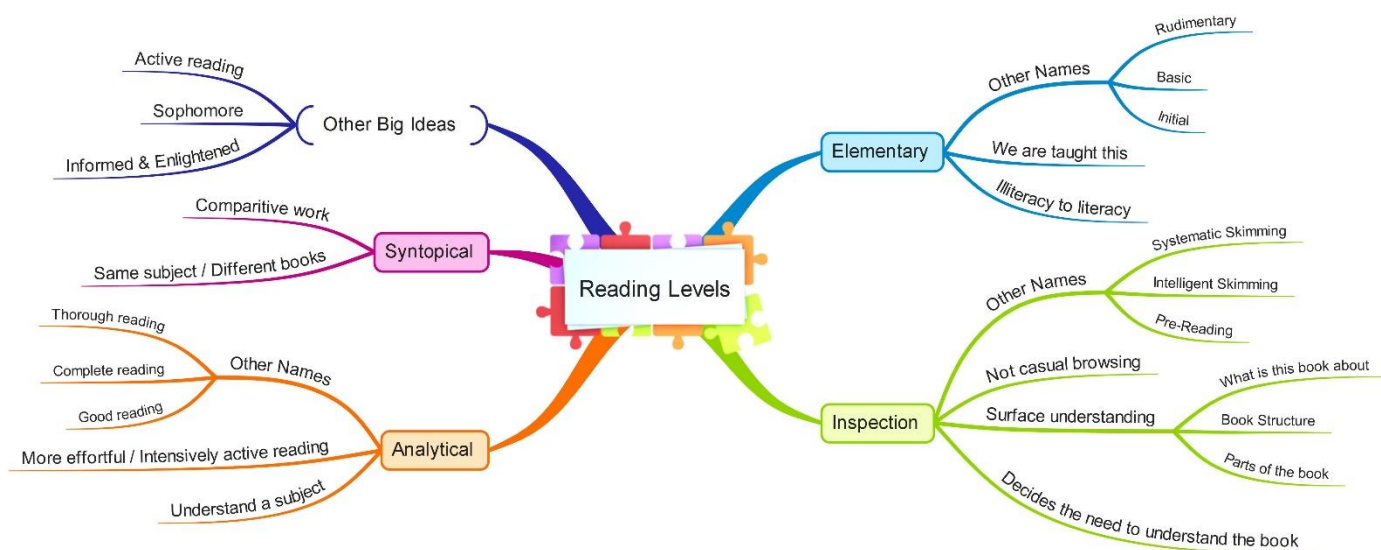 Reading Levels
Other Big Ideas
Active reading
Sophomore
Informed & Enlightened
Syntopical
Comparitive work
Same subject / Different books
Analytical
Other Names
Thorough reading
Complete reading
Good reading
More effortful / Intensively active reading
Understand a subject
Elementary
Other Names
Rudimentary
Basic
Initial
We are taught this
Illiteracy to literacy
Inspection
Other Names
Systematic Skimming
Intelligent Skimming
Pre-Reading
Not casual browsing
Surface understanding
What is this book about
Book Structure
Parts of the book
Decides the need to understand the book